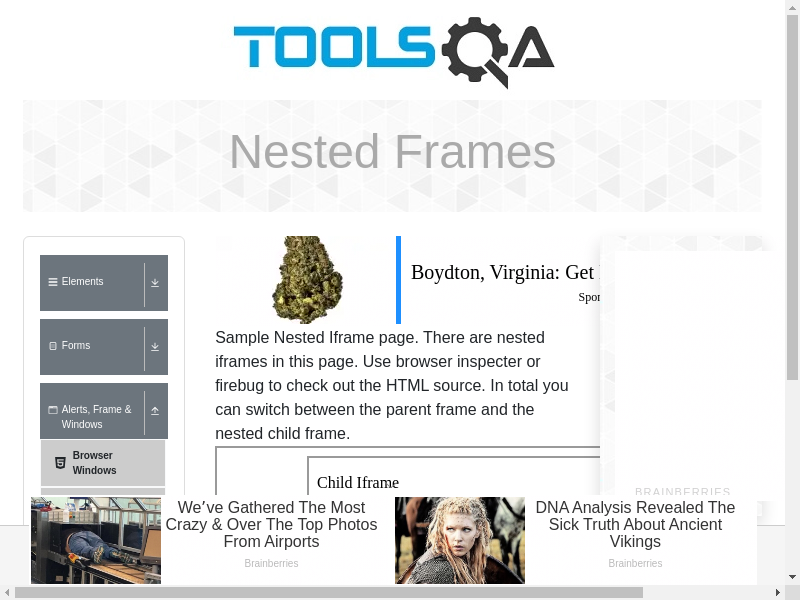 TOOLSQA
Nested Frames
Elements
Forms
Alerts, Frame &
Windows
Browser
Windows
Boydton, Virginia: Get
Sample Nested Iframe page. There are nested
iframes in this page. Use browser inspecter or
firebug to check out the HTML source. In total you
can switch between the parent frame and the
nested child frame.
Child Iframe
BRAINBERRIES
We՚ve Gathered The Most
Crazy & Over The Top Photos
From Airports
Brainberries
DNA Analysis Revealed The
Sick Truth About Ancient
Vikings
Brainberries